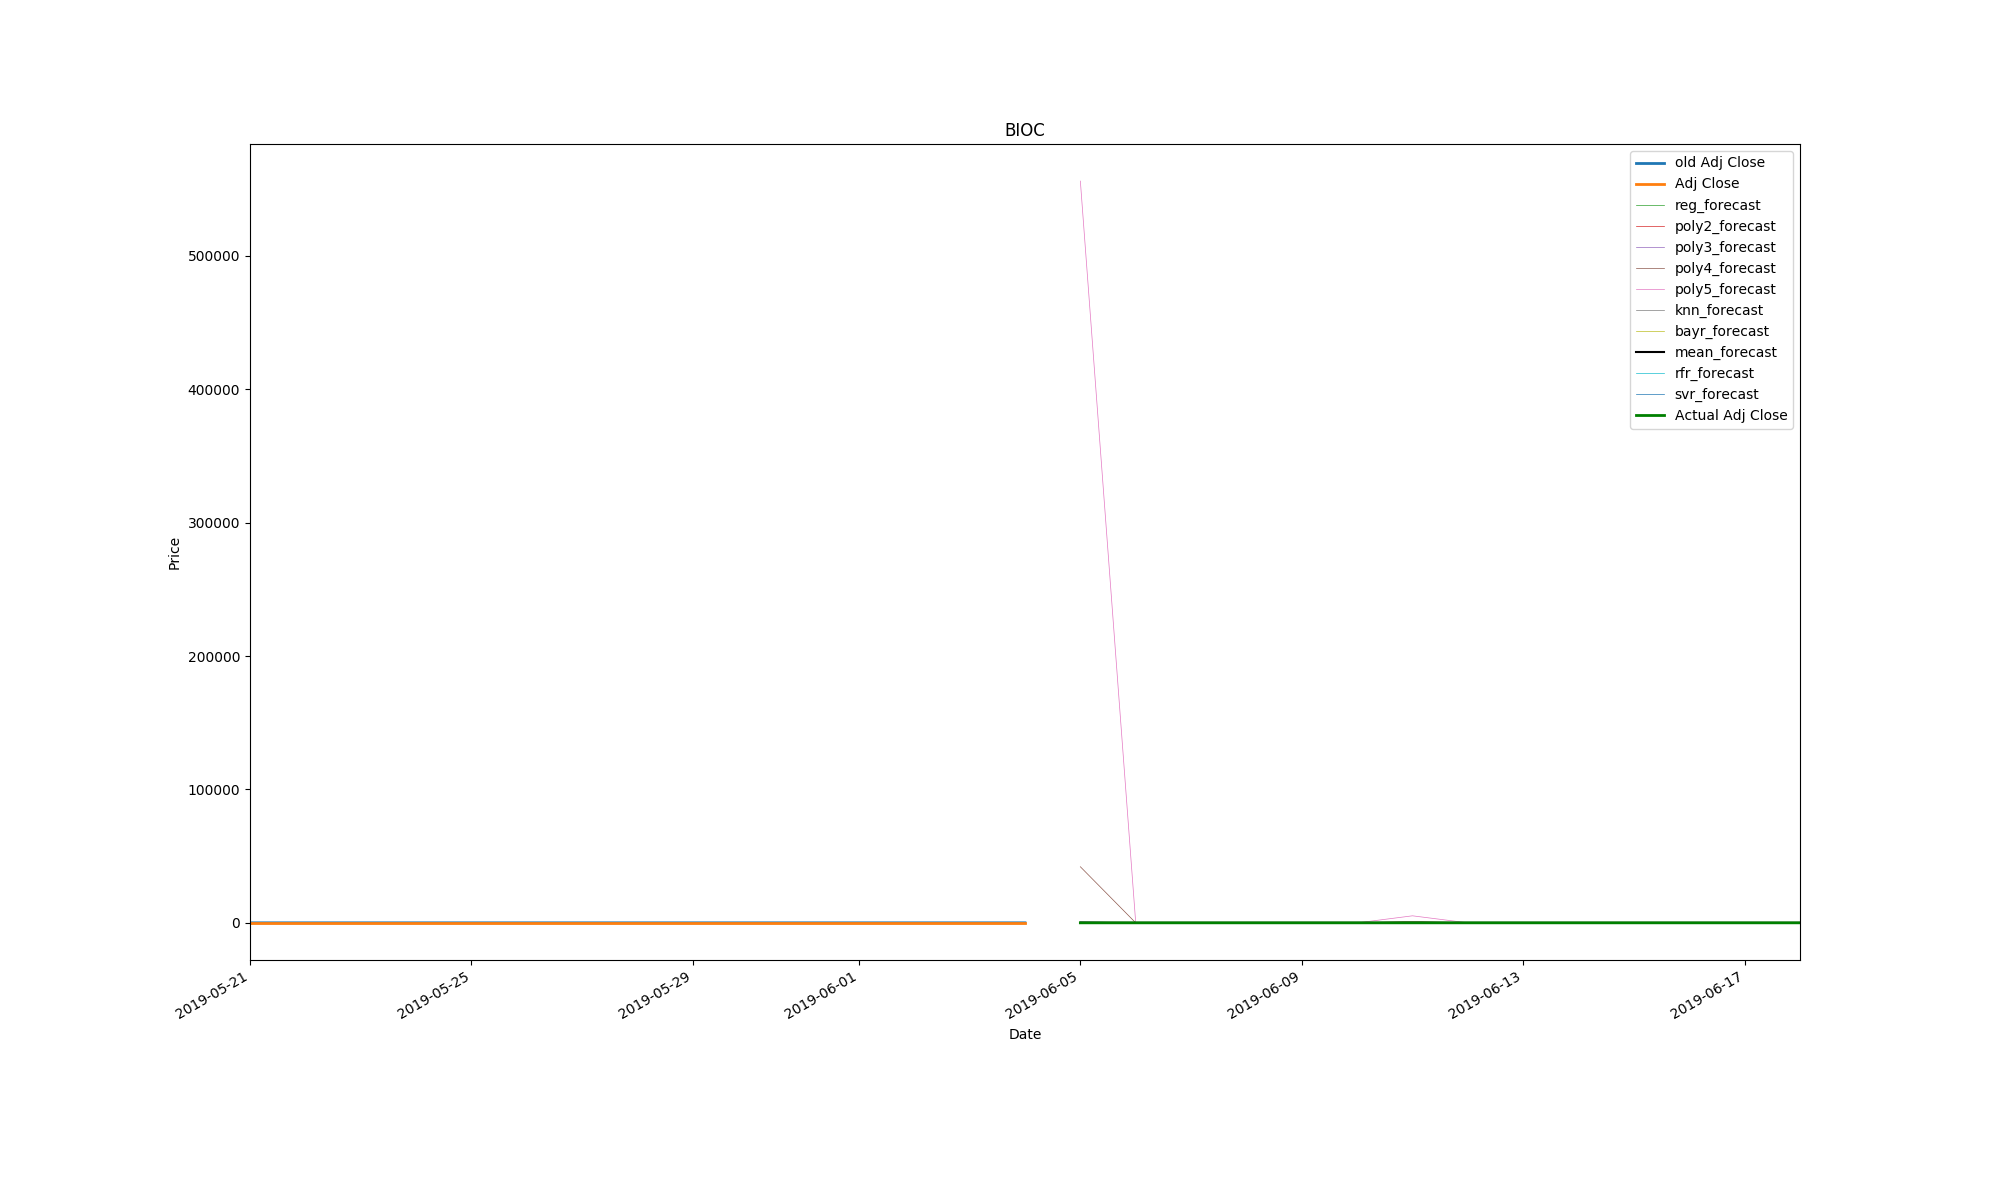 BIOC
old Adj Close
Adj Close
reg_forecast
poly2_forecast
poly3_forecast
poly4_forecast
poly5_forecast
knn_forecast
bayr_forecast
mean_forecast
rfr_forecast
svr_forecast
Actual Adj Close
500000
400000
300000
200000
100000
0
Price
2019-05-21
2019-05-25
2019-05-29
2019-06-01
2019-06-05
2019-06-09
2019-06-13
2019-06-17
Date